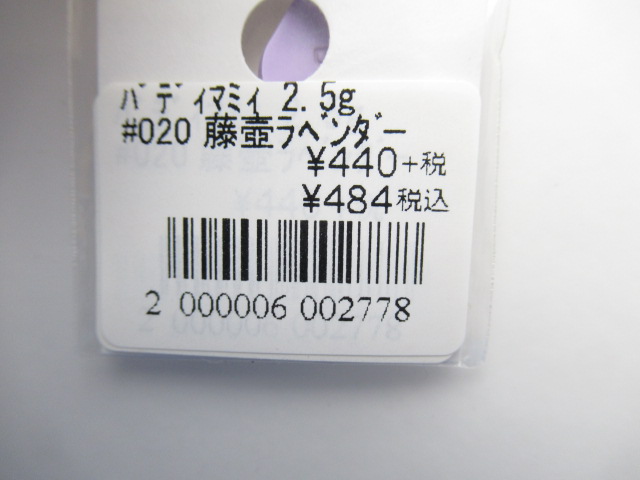 ﾊﾞﾃﾞｨﾏﾐｨ 2.5g
#020 藤壷ﾗﾍﾞﾝﾀﾞｰ
¥440+税
¥484税込
2 000006 002778